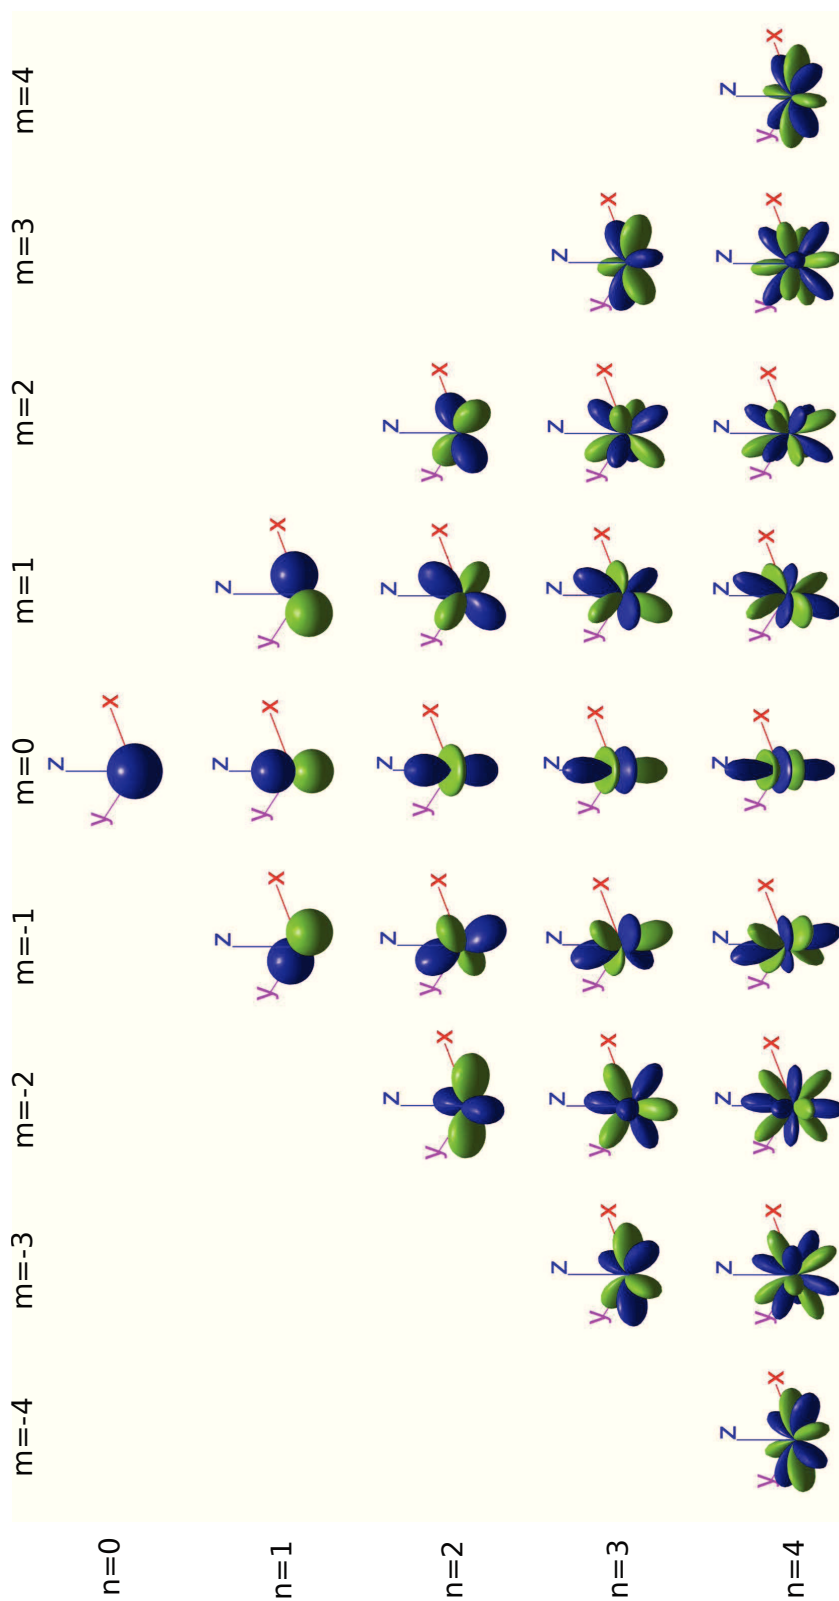 m=-4 m=-3 m=-2 m=-1 m=0 m=1 m=2 m=3 m=4
Z
n=0 y X
Z Z Z
n=1 y X y X y X
Z Z Z Z Z
n=2 y X y X y X y X y X
Z Z Z Z Z Z Z
n=3 y X y X y X y X y X y X y X
Z Z Z Z Z Z Z Z Z
n=4 y X y X y X y X y X y X y X y X y X